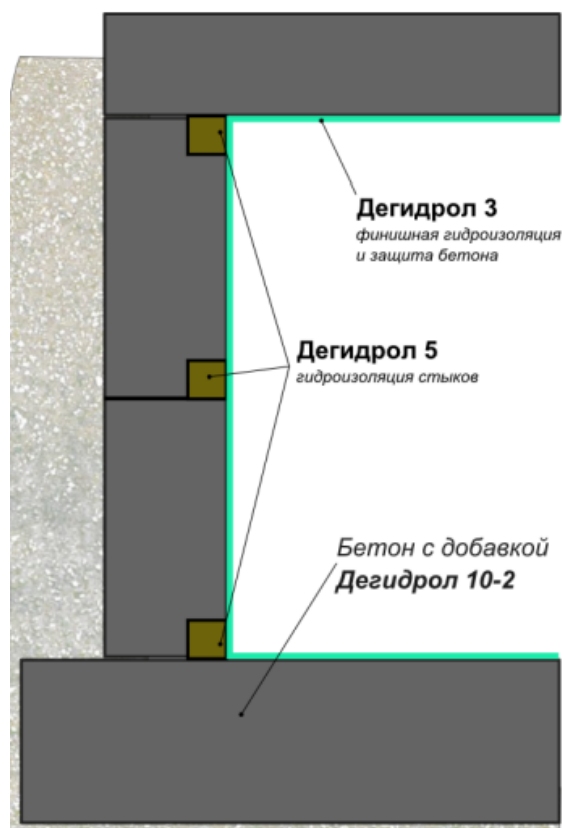 Дегидрол 3
финишная гидроизоляция
и защита бетона
Дегидрол 5
гидроизоляция стыков
Бетон с добавкой
Дегидрол 10-2